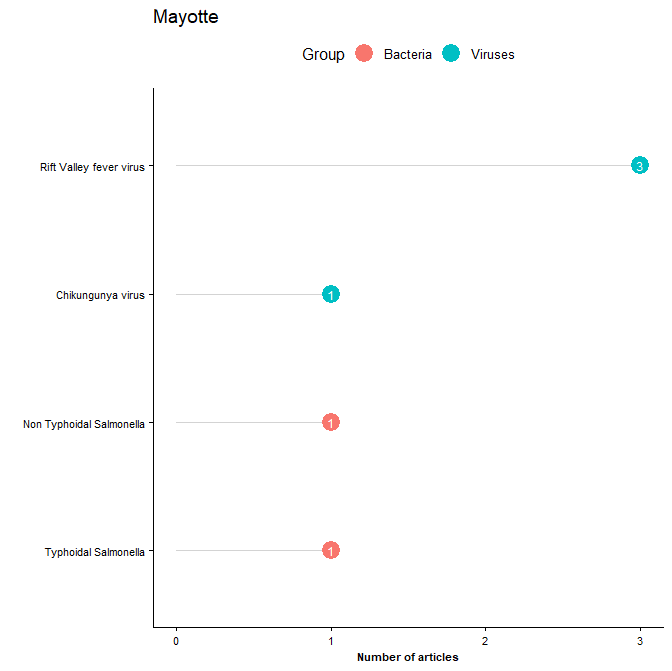 Mayotte
Group Bacteria Viruses
Rift Valley fever virus 3
Chikungunya virus 1
Non Typhoidal Salmonella 1
Typhoidal Salmonella 1
0 1 2 3
Number of articles